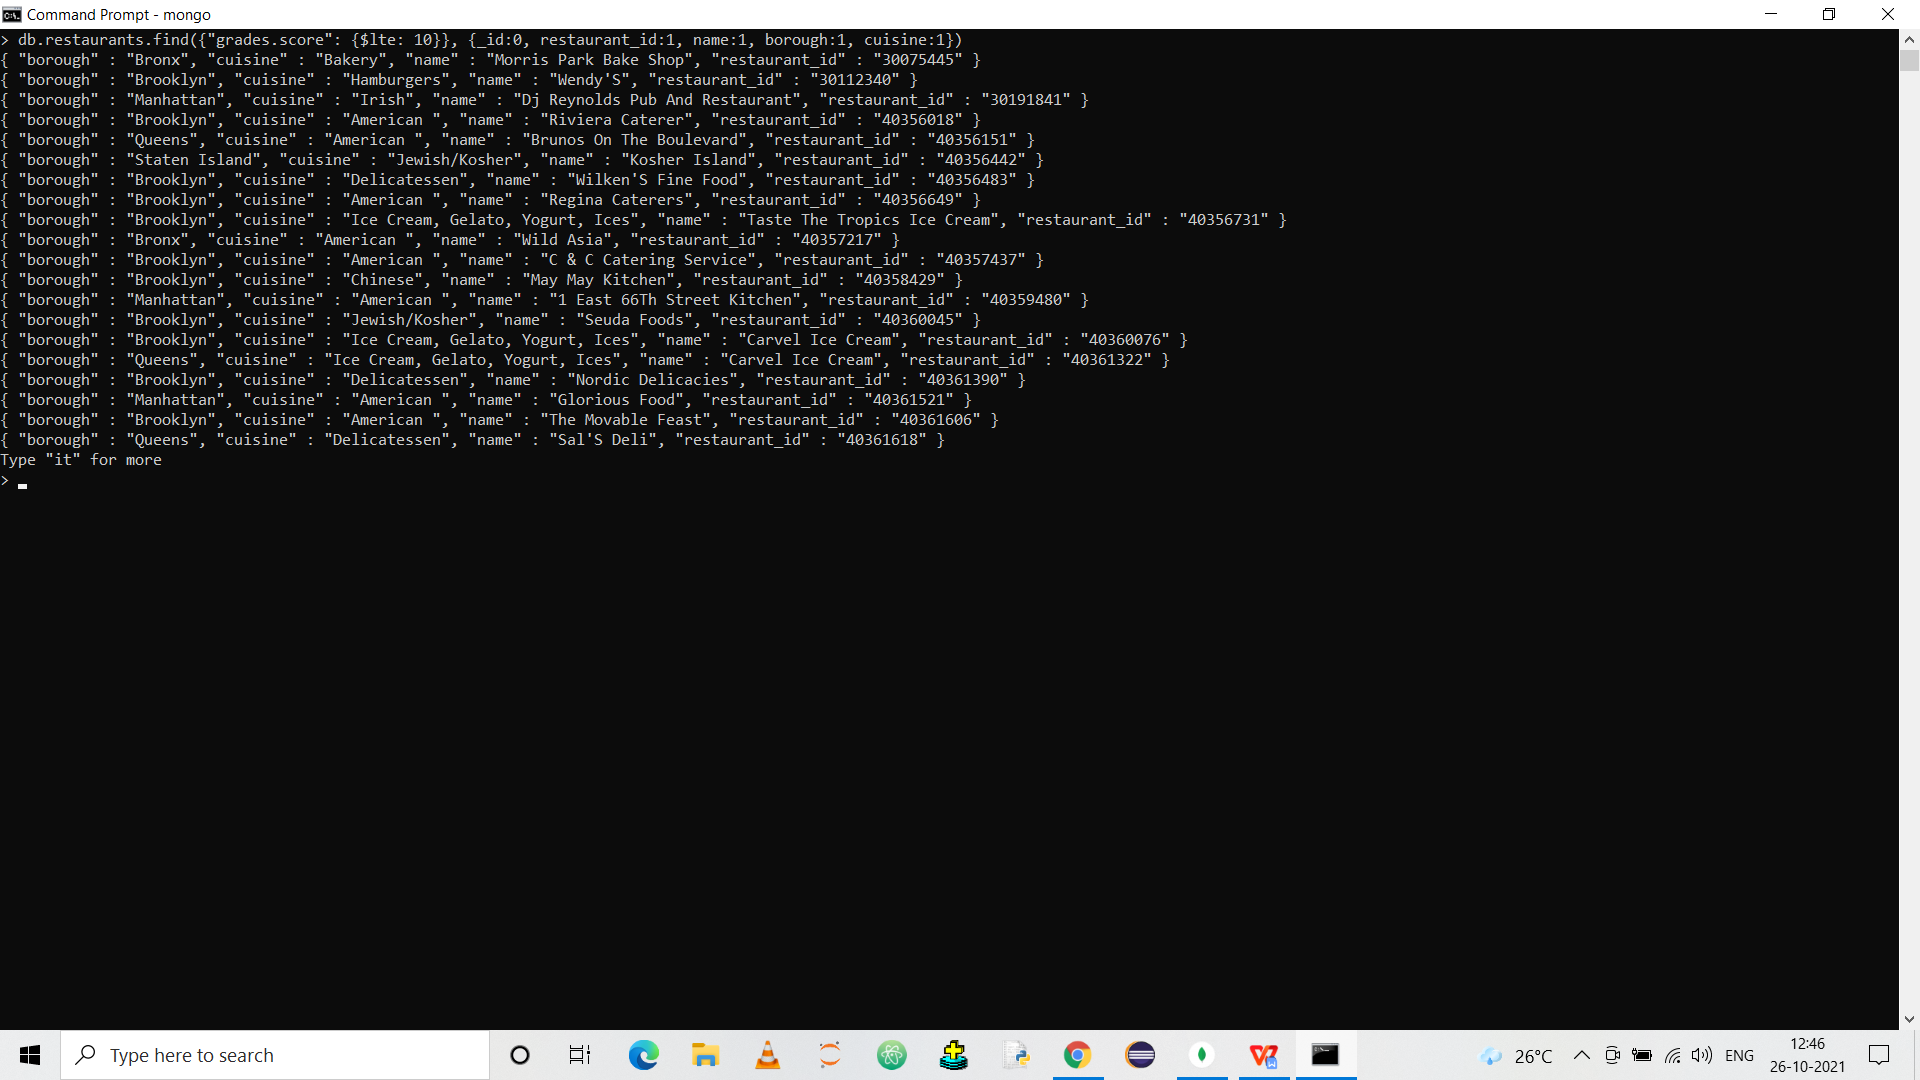 Command Prompt - mongo
> db.restaurants.find({"grades.score": {$lte: 10}}, {_id:0, restaurant_id:1, name:1, borough:1, cuisine:1})
{ "borough" : "Bronx", "cuisine" : "Bakery", "name" : "Morris Park Bake Shop", "restaurant_id" : "30075445" }
{ "borough" : "Brooklyn", "cuisine" : "Hamburgers", "name" : "Wendy'S", "restaurant_id" : "30112340" }
{ "borough" : "Manhattan", "cuisine" : "Irish", "name" : "Dj Reynolds Pub And Restaurant", "restaurant_id" : "30191841" }
{ "borough" : "Brooklyn", "cuisine" : "American ", "name" : "Riviera Caterer", "restaurant_id" : "40356018" }
{ "borough" : "Queens", "cuisine" : "American ", "name" : "Brunos On The Boulevard", "restaurant_id" : "40356151" }
{ "borough" : "Staten Island", "cuisine" : "Jewish/Kosher", "name" : "Kosher Island", "restaurant_id" : "40356442" }
{ "borough" : "Brooklyn", "cuisine" : "Delicatessen", "name" : "Wilken'S Fine Food", "restaurant_id" : "40356483" }
{ "borough" : "Brooklyn", "cuisine" : "American ", "name" : "Regina Caterers", "restaurant_id" : "40356649" }
{ "borough" : "Brooklyn", "cuisine" : "Ice Cream, Gelato, Yogurt, Ices", "name" : "Taste The Tropics Ice Cream", "restaurant_id" : "40356731" }
{ "borough" : "Bronx", "cuisine" : "American ", "name" : "Wild Asia", "restaurant_id" : "40357217" }
{ "borough" : "Brooklyn", "cuisine" : "American ", "name" : "C & C Catering Service", "restaurant_id" : "40357437" }
{ "borough" : "Brooklyn", "cuisine" : "Chinese", "name" : "May May Kitchen", "restaurant_id" : "40358429" }
{ "borough" : "Manhattan", "cuisine" : "American ", "name" : "1 East 66Th Street Kitchen", "restaurant_id" : "40359480" }
{ "borough" : "Brooklyn", "cuisine" : "Jewish/Kosher", "name" : "Seuda Foods", "restaurant_id" : "40360045" }
{ "borough" : "Brooklyn", "cuisine" : "Ice Cream, Gelato, Yogurt, Ices", "name" : "Carvel Ice Cream", "restaurant_id" : "40360076" }
{ "borough" : "Queens", "cuisine" : "Ice Cream, Gelato, Yogurt, Ices", "name" : "Carvel Ice Cream", "restaurant_id" : "40361322" }
{ "borough" : "Brooklyn", "cuisine" : "Delicatessen", "name" : "Nordic Delicacies", "restaurant_id" : "40361390" }
{ "borough" : "Manhattan", "cuisine" : "American ", "name" : "Glorious Food", "restaurant_id" : "40361521" }
{ "borough" : "Brooklyn", "cuisine" : "American ", "name" : "The Movable Feast", "restaurant_id" : "40361606" }
{ "borough" : "Queens", "cuisine" : "Delicatessen", "name" : "Sal'S Deli", "restaurant_id" : "40361618" }
Type "it" for more
>
Type here to search
26°C
ENG
12:46
26-10-2021